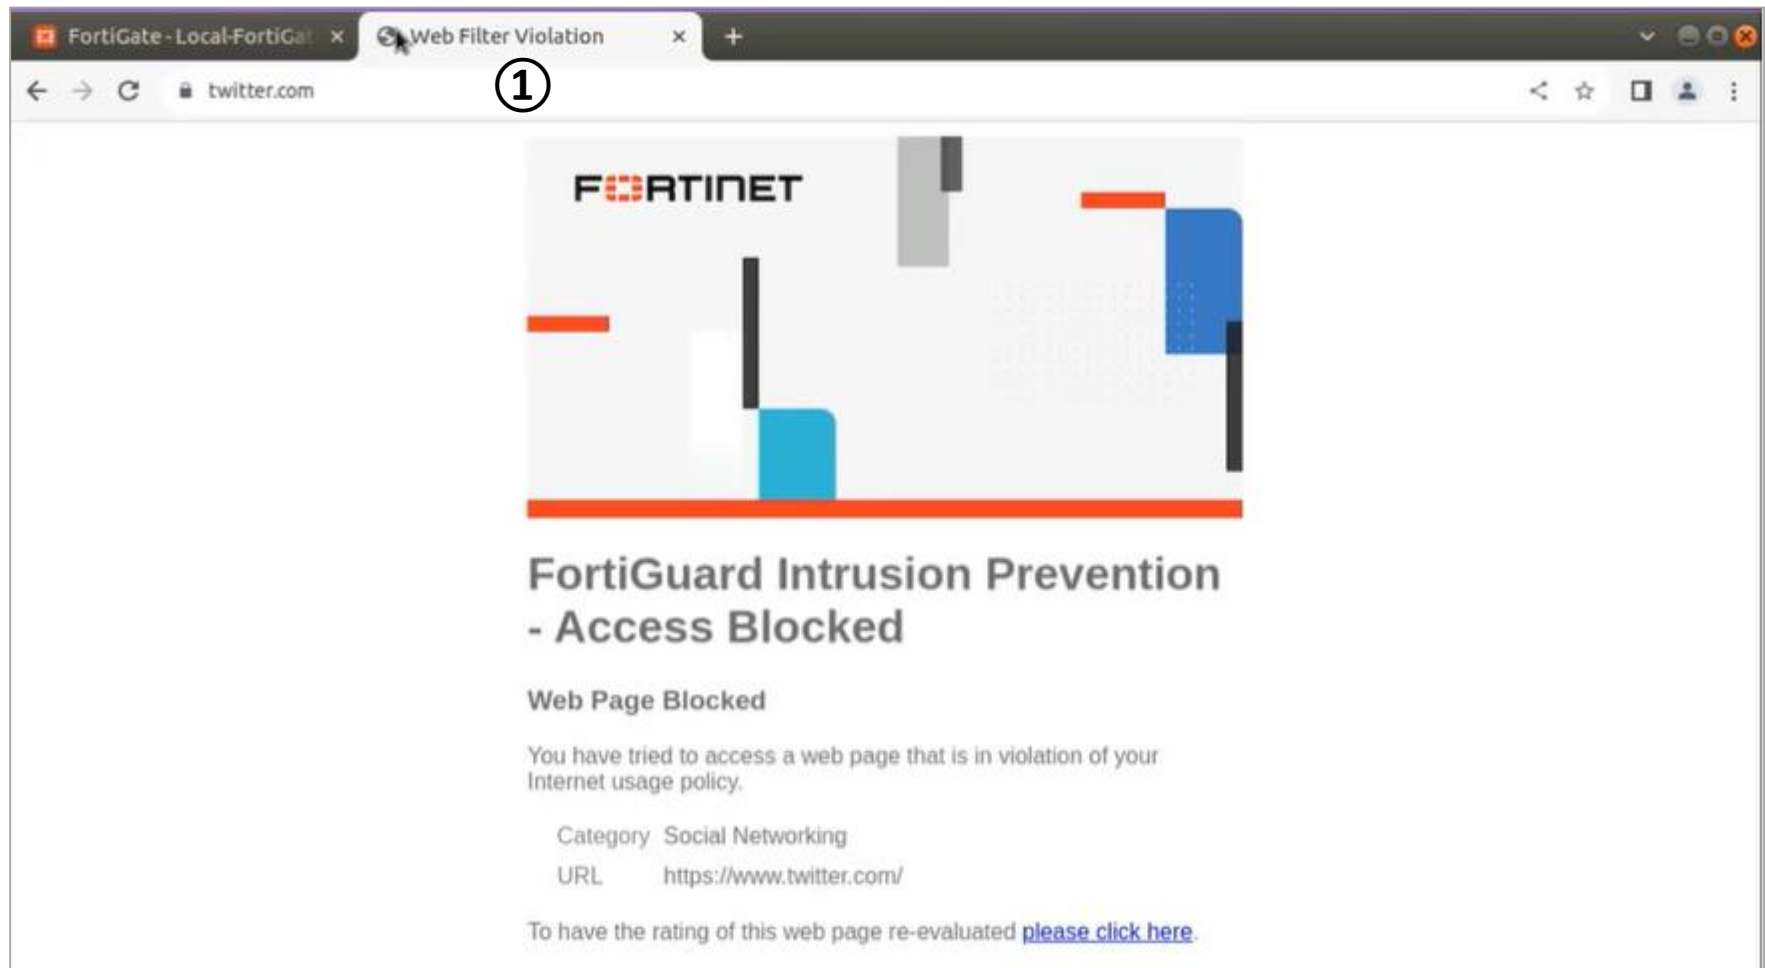 FortiGate - Local-FortiGat
Web Filter Violation
①
twitter.com
FORTINET
FortiGuard Intrusion Prevention
- Access Blocked
Web Page Blocked
You have tried to access a web page that is in violation of your
Internet usage policy.
Category Social Networking
URL https://www.twitter.com/
To have the rating of this web page re-evaluated please click here.